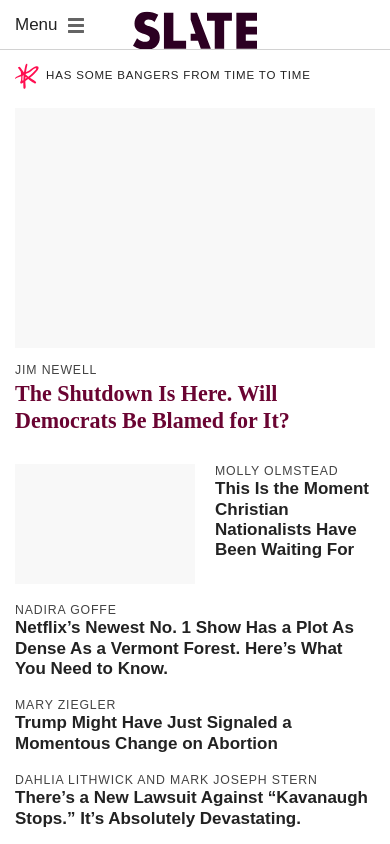 Menu
SLATE
HAS SOME BANGERS FROM TIME TO TIME
JIM NEWELL
The Shutdown Is Here. Will
Democrats Be Blamed for It?
MOLLY OLMSTEAD
This Is the Moment
Christian
Nationalists Have
Been Waiting For
NADIRA GOFFE
Netflix’s Newest No. 1 Show Has a Plot As
Dense As a Vermont Forest. Here’s What
You Need to Know.
MARY ZIEGLER
Trump Might Have Just Signaled a
Momentous Change on Abortion
DAHLIA LITHWICK AND MARK JOSEPH STERN
There’s a New Lawsuit Against “Kavanaugh
Stops.” It’s Absolutely Devastating.